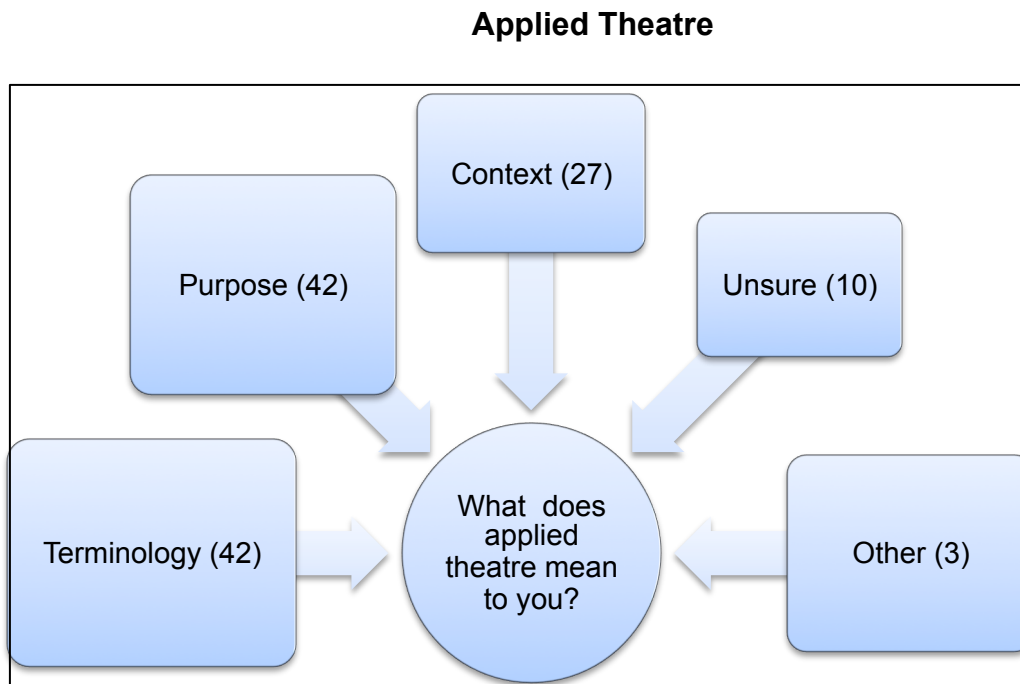 Applied Theatre
Context (27)
Purpose (42)
Unsure (10)
Terminology (42)
What does
applied
theatre mean
to you?
Other (3)